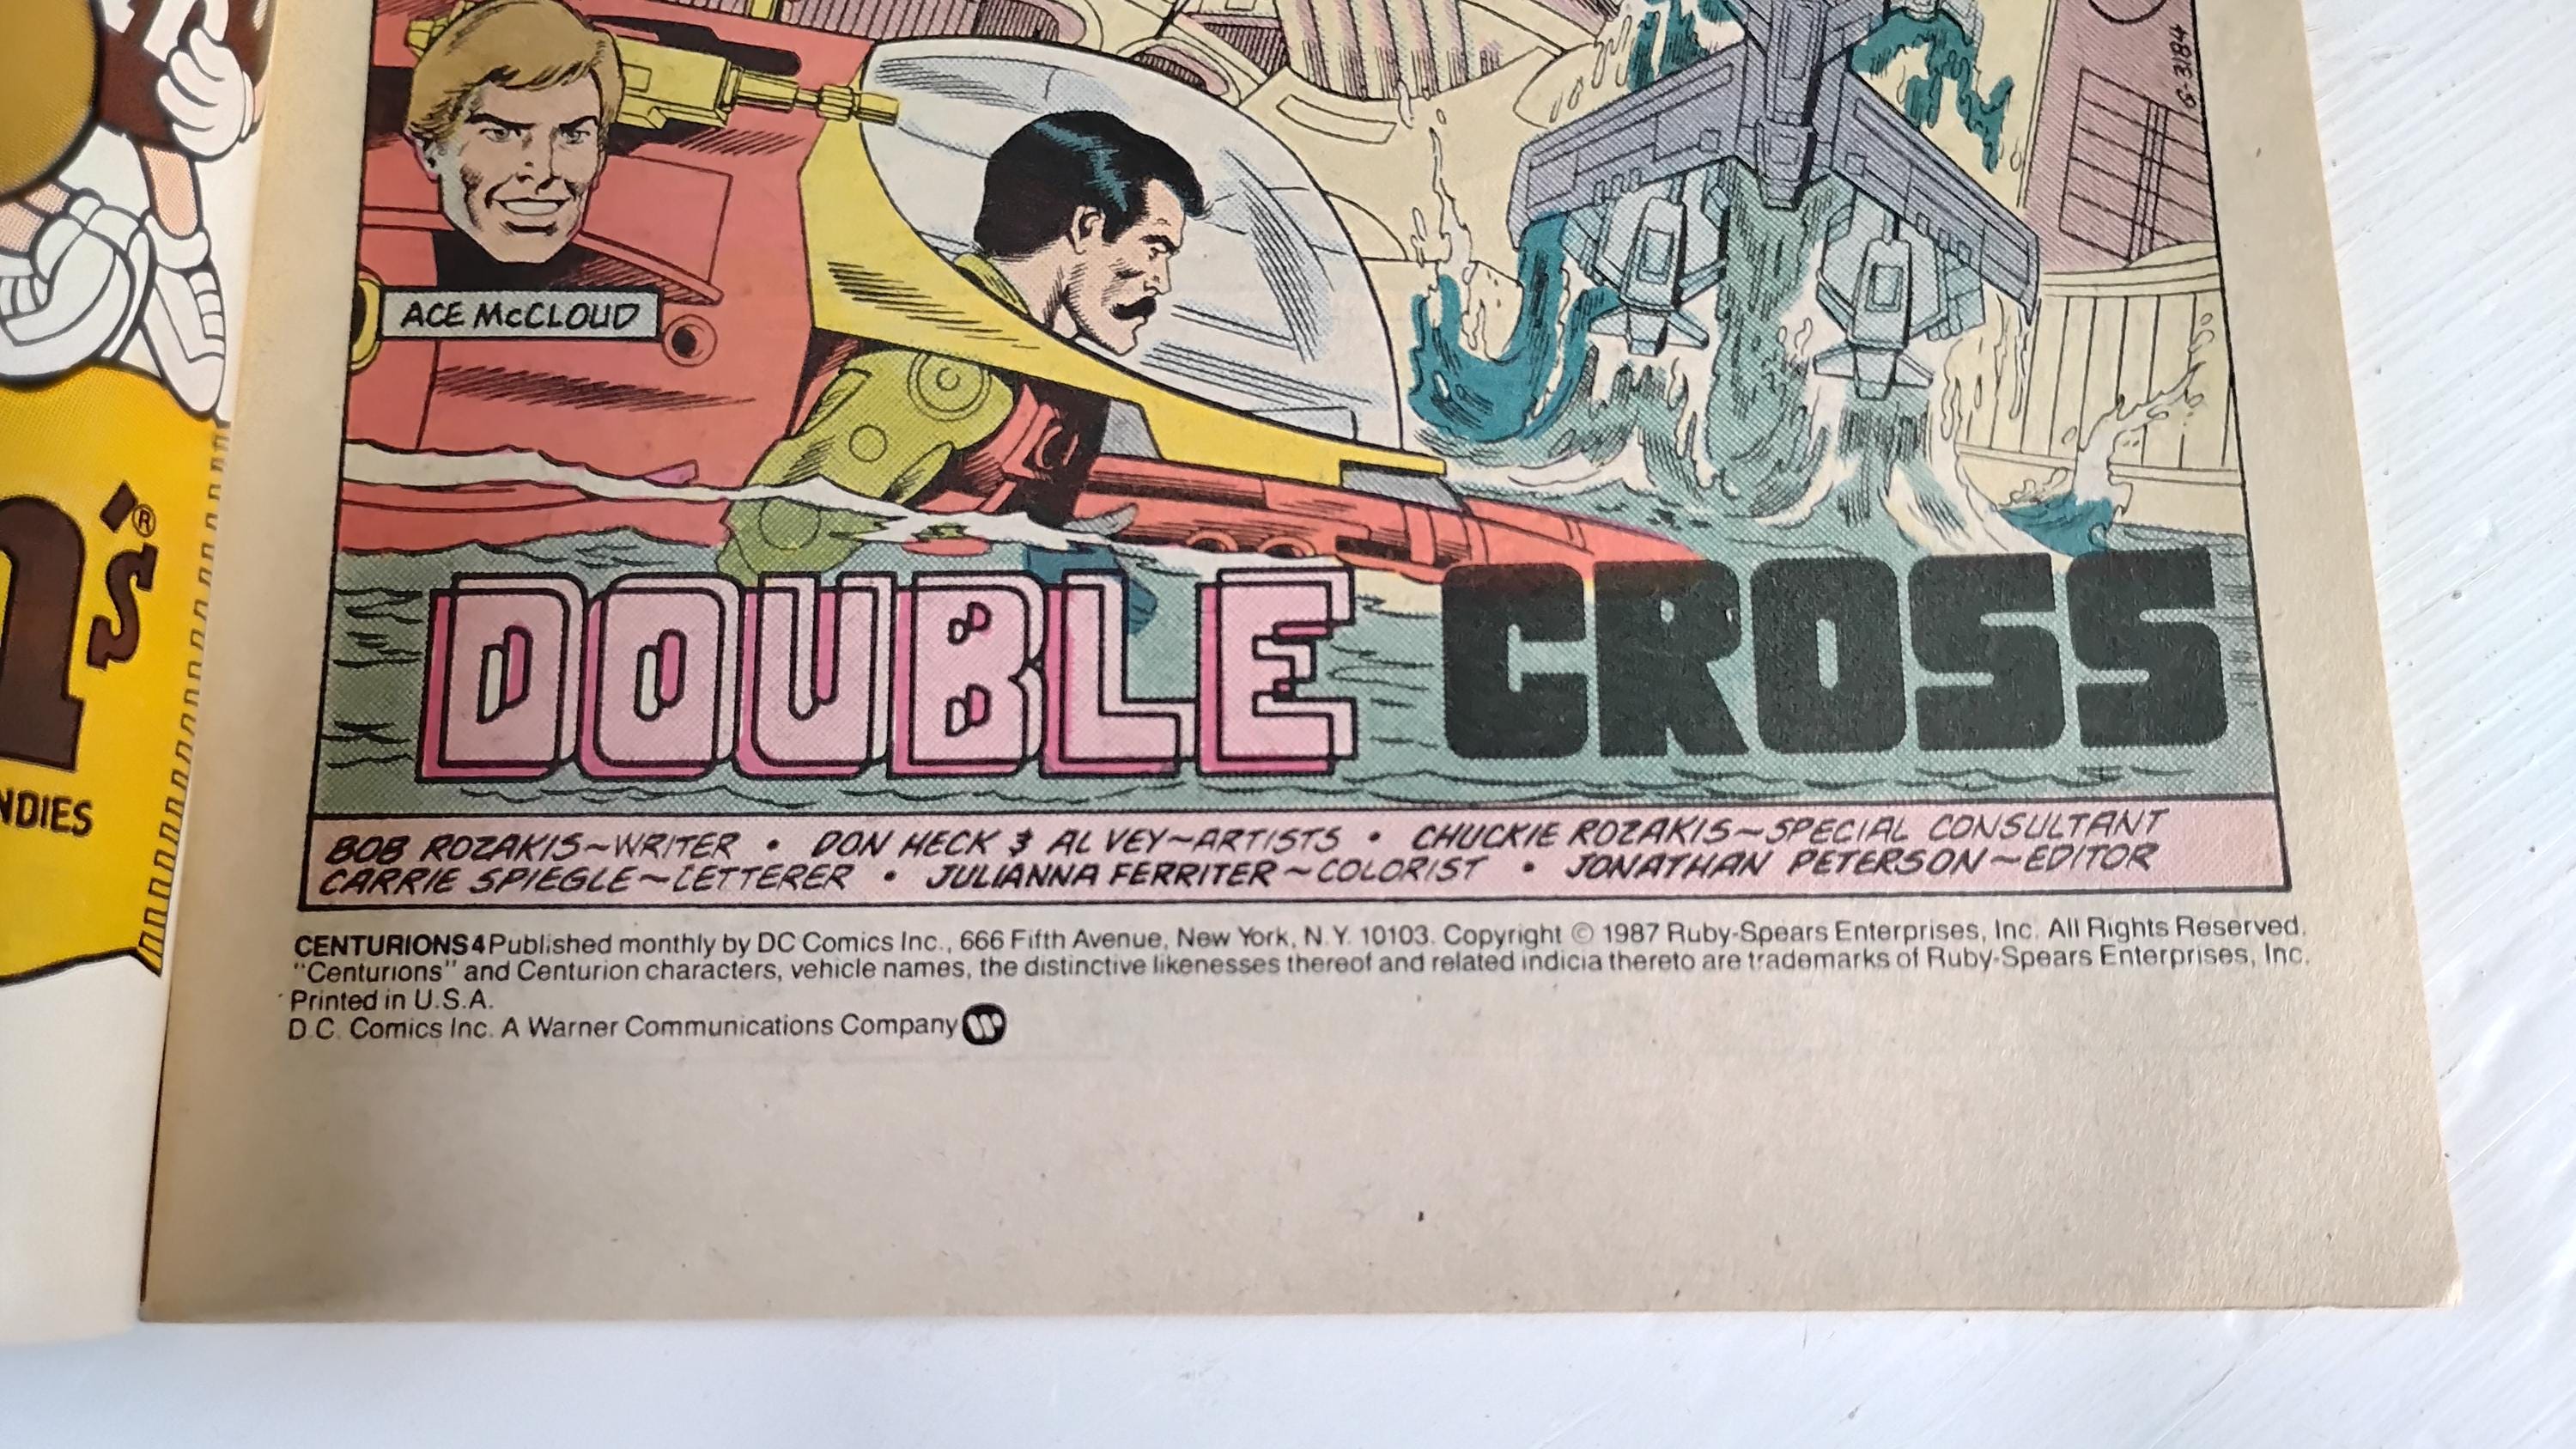 G-3184
ACE McCLOUD
's®
NDIES
DOUBLE CROSS
BOB ROZAKIS~WRITER • DON HECK & AL VEY~ARTISTS • CHUCKIE ROZAKIS~SPECIAL CONSULTANT
CARRIE SPIEGLE~LETTERER • JULIANNA FERRITER~COLORIST • JONATHAN PETERSON~EDITOR
CENTURIONS 4 Published monthly by DC Comics Inc., 666 Fifth Avenue, New York, N.Y. 10103. Copyright © 1987 Ruby-Spears Enterprises, Inc. All Rights Reserved.
"Centurions" and Centurion characters, vehicle names, the distinctive likenesses thereof and related indicia thereto are trademarks of Ruby-Spears Enterprises, Inc.
Printed in U.S.A.
D.C. Comics Inc. A Warner Communications Company